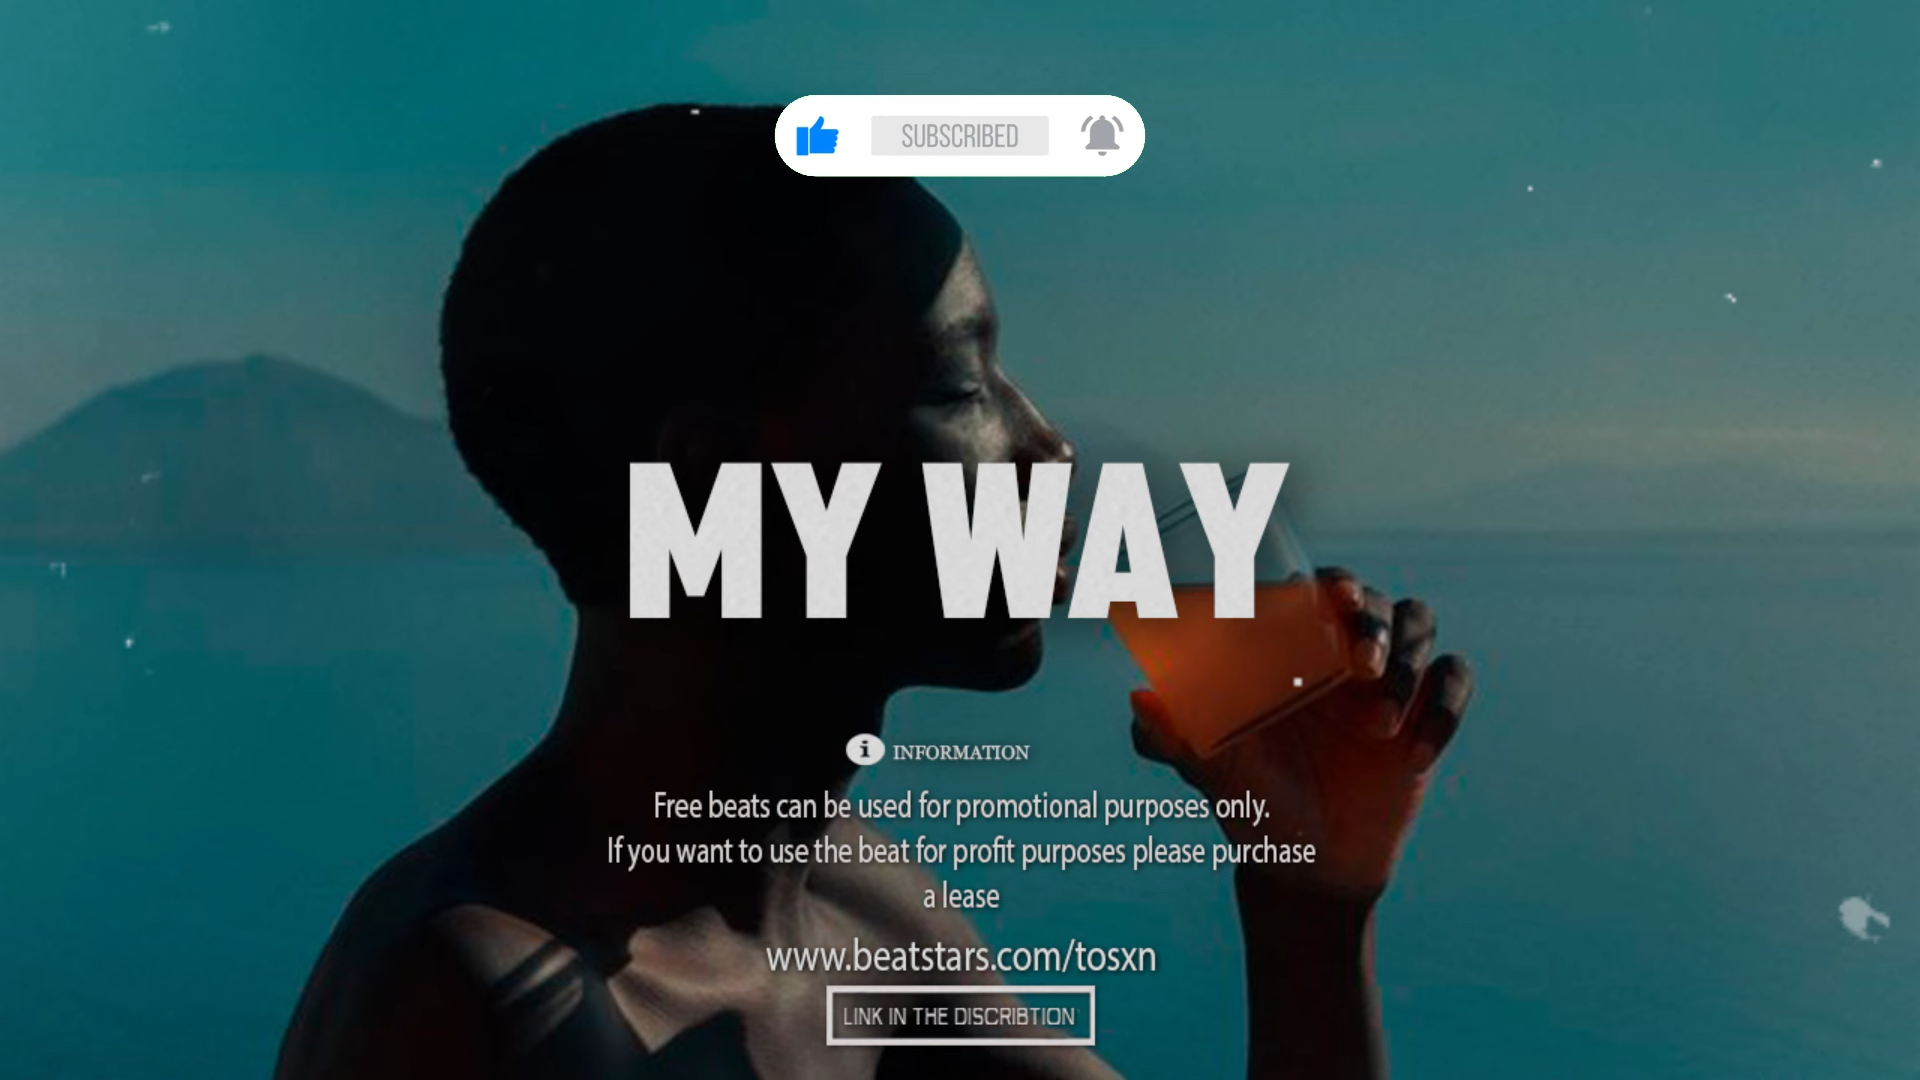 SUBSCRIBED
MY WAY
i INFORMATION
Free beats can be used for promotional purposes only.
If you want to use the beat for profit purposes please purchase
a lease
www.beatstars.com/tosxn
LINK IN THE DISCRIBTION